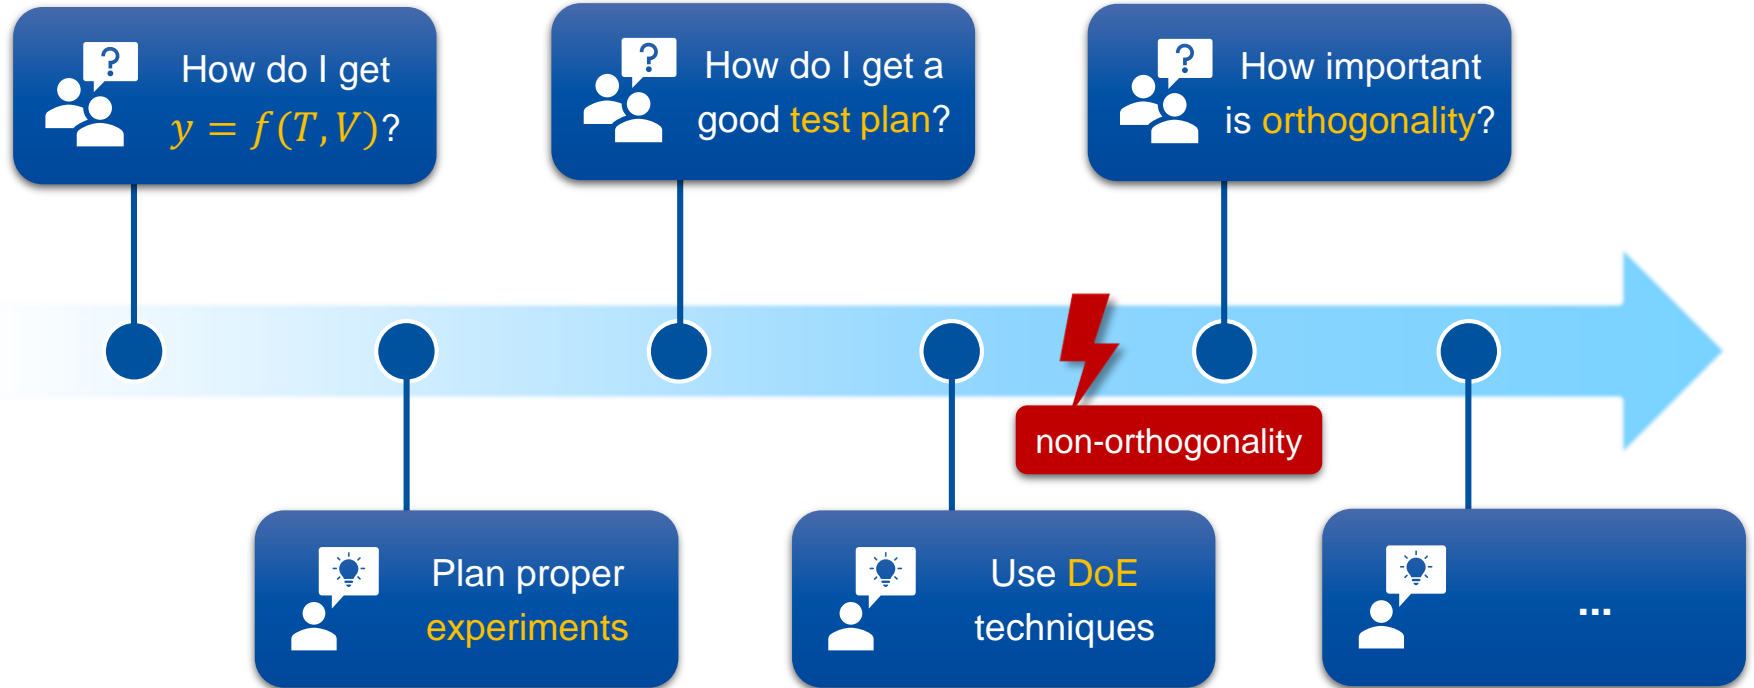 How do I get
y = f(T, V)?
How do I get a
good test plan?
How important
is orthogonality?
non-orthogonality
Plan proper
experiments
Use DoE
techniques
...